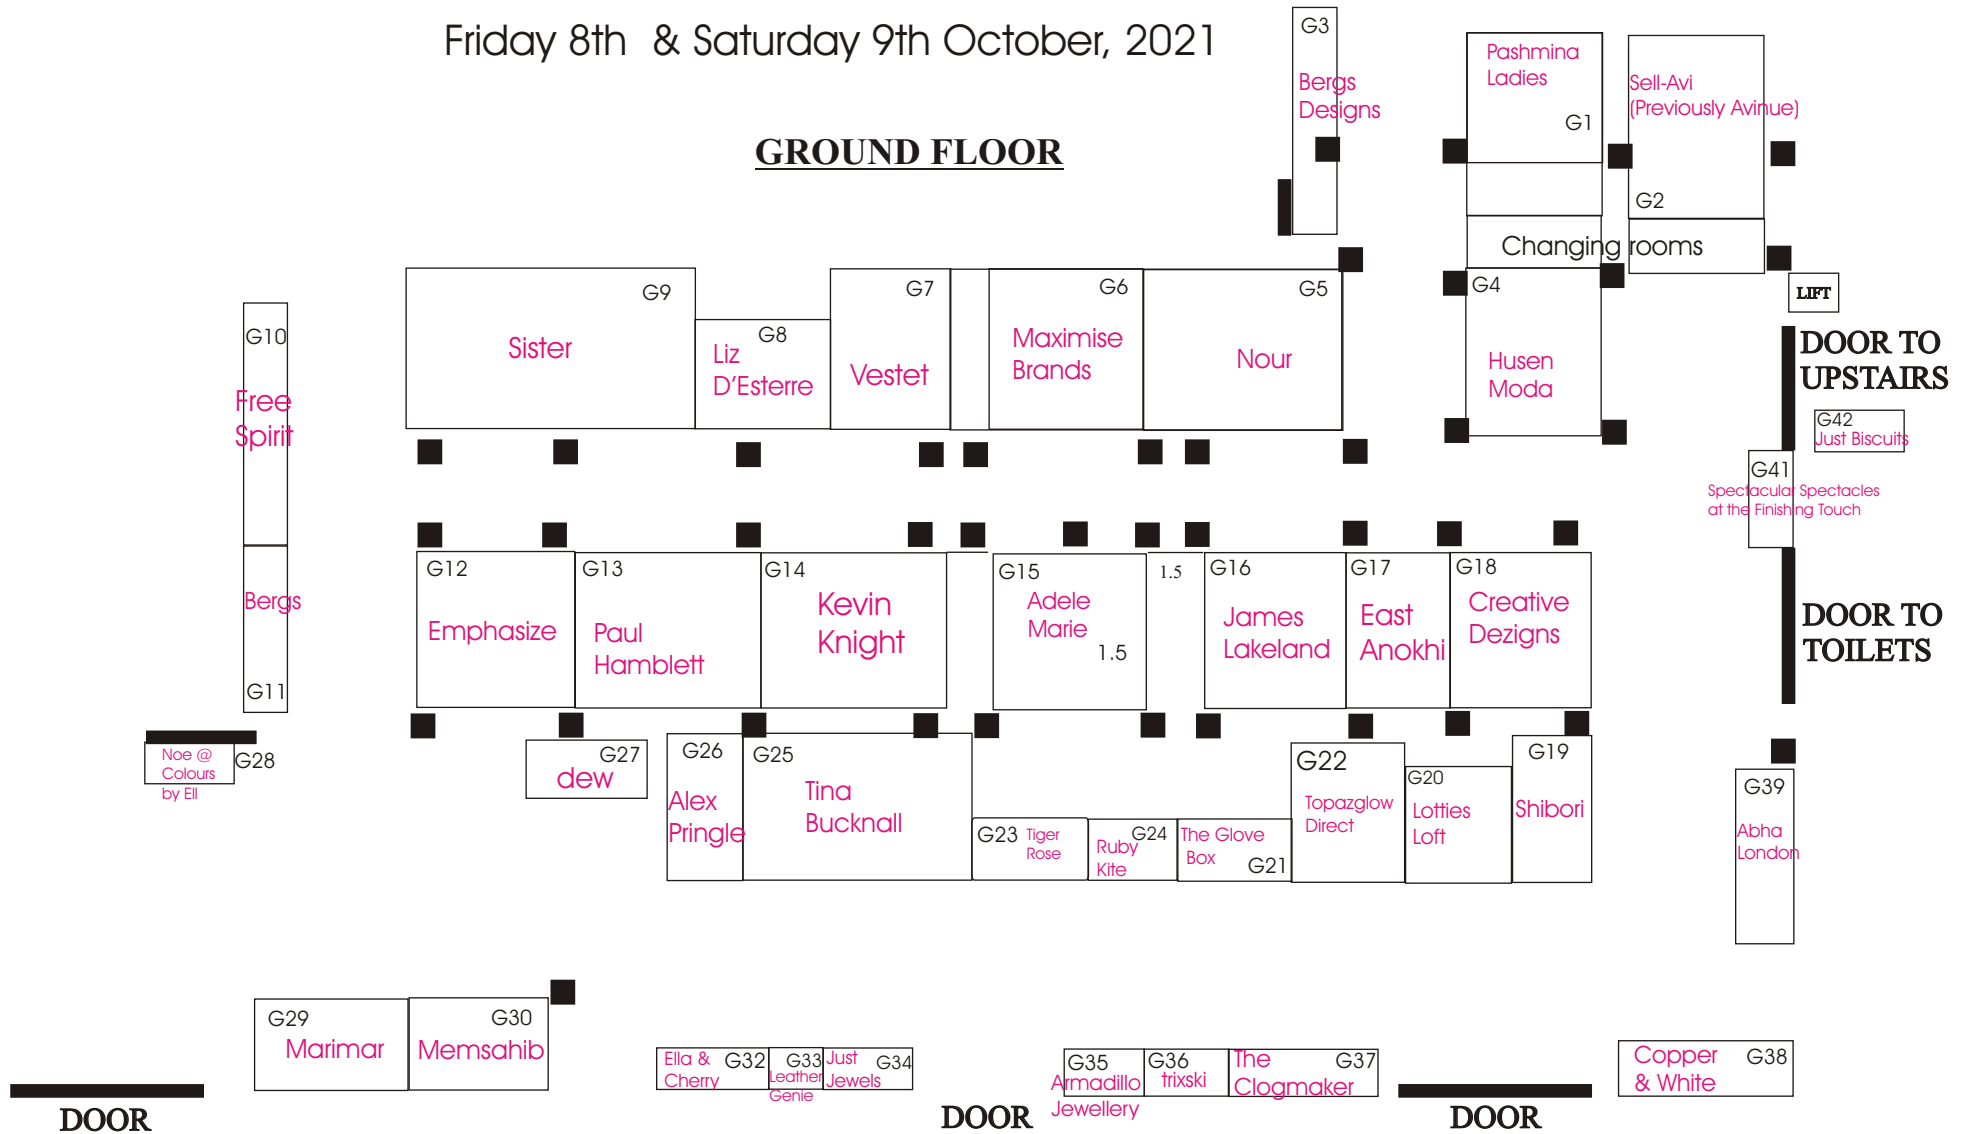 Friday 8th & Saturday 9th October, 2021
GROUND FLOOR
G3
Bergs
Designs
Pashmina
Ladies
G1
Sell-Avi
(Previously Avinue)
G2
Changing rooms
LIFT
G9
Sister
G8
Liz
D'Esterre
G7
Vestet
G6
Maximise
Brands
G5
Nour
G4
Husen
Moda
DOOR TO
UPSTAIRS
G42
Just Biscuits
G41
Spectacular Spectacles
at the Finishing Touch
G10
Free
Spirit
Bergs
G11
G12
Emphasize
G13
Paul
Hamblett
G14
Kevin
Knight
G15
Adele
Marie
1.5
1.5
G16
James
Lakeland
G17
East
Anokhi
G18
Creative
Dezigns
DOOR TO
TOILETS
Noe @
Colours
by Ell
G28
G27
dew
G26
Alex
Pringle
G25
Tina
Bucknall
G23
Tiger
Rose
G24
Ruby
Kite
The Glove
Box
G21
G22
Topazglow
Direct
G20
Lotties
Loft
G19
Shibori
G39
Abha
London
G29
Marimar
G30
Memsahib
Ella &
Cherry
G32
G33
Leather
Genie
Just
Jewels
G34
G35
Armadillo
Jewellery
G36
trixski
The
Clogmaker
G37
Copper
& White
G38
DOOR
DOOR
DOOR